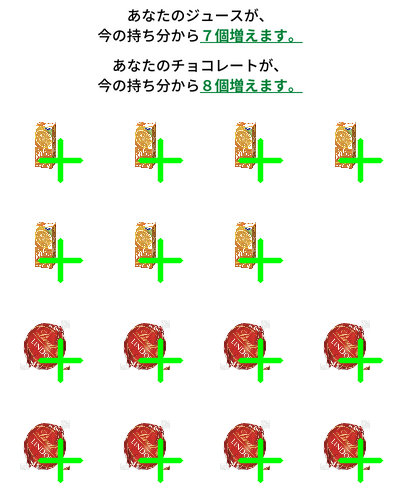 あなたのジュースが、
今の持ち分から７個増えます。
あなたのチョコレートが、
今の持ち分から８個増えます。